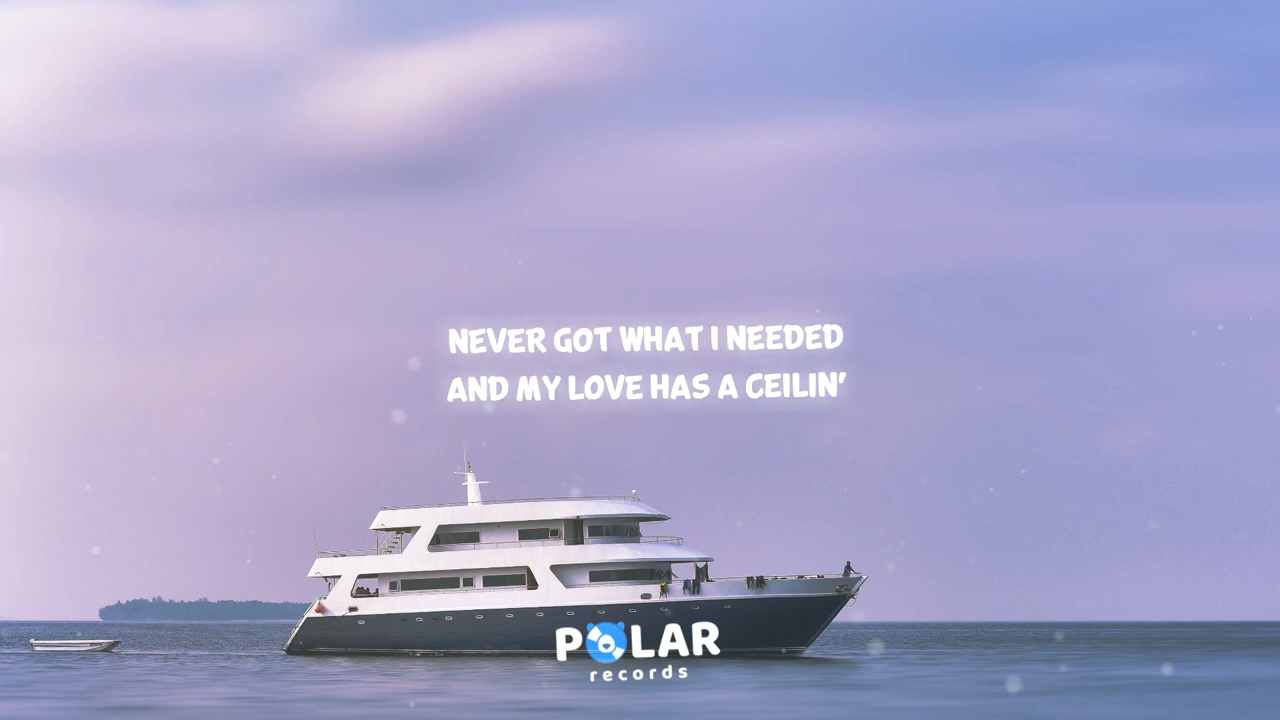 NEVER GOT WHAT I NEEDED
AND MY LOVE HAS A CEILIN'
POLAR
records